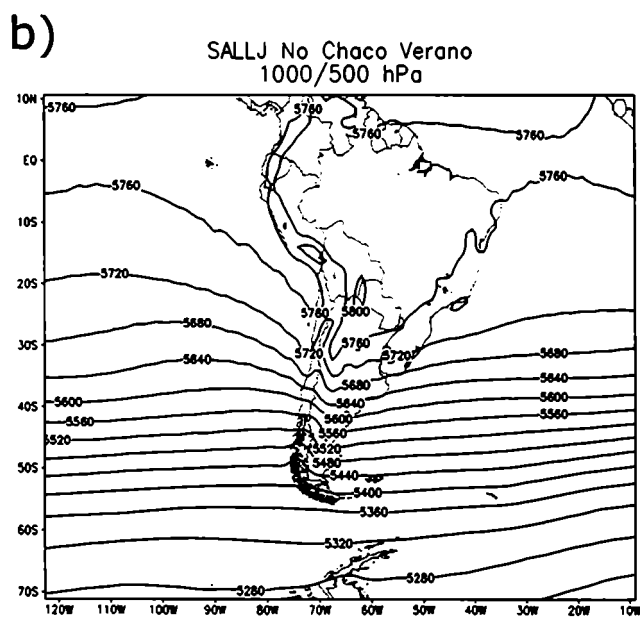 b)
SALLJ No Chaco Verano
1000/500 hPa
10N
EQ
10S
20S
30S
40S
50S
60S
70S
5760
5760
5760
5760
5760
5760
5720
5760
5800
5680
5760
5720
5720
5680
5640
5680
5640
5640
5600
5640
5600
5560
5600
5560
5520
5560
5520
5480
5440
5400
5360
5320
5280
5280
120W
110W
100W
90W
80W
70W
60W
50W
40W
30W
20W
10W